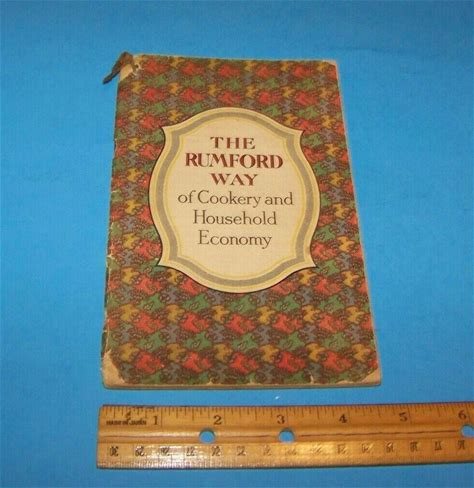 THE
RUMFORD
WAY
of Cookery and
Household
Economy
1 2 3 4 5 6